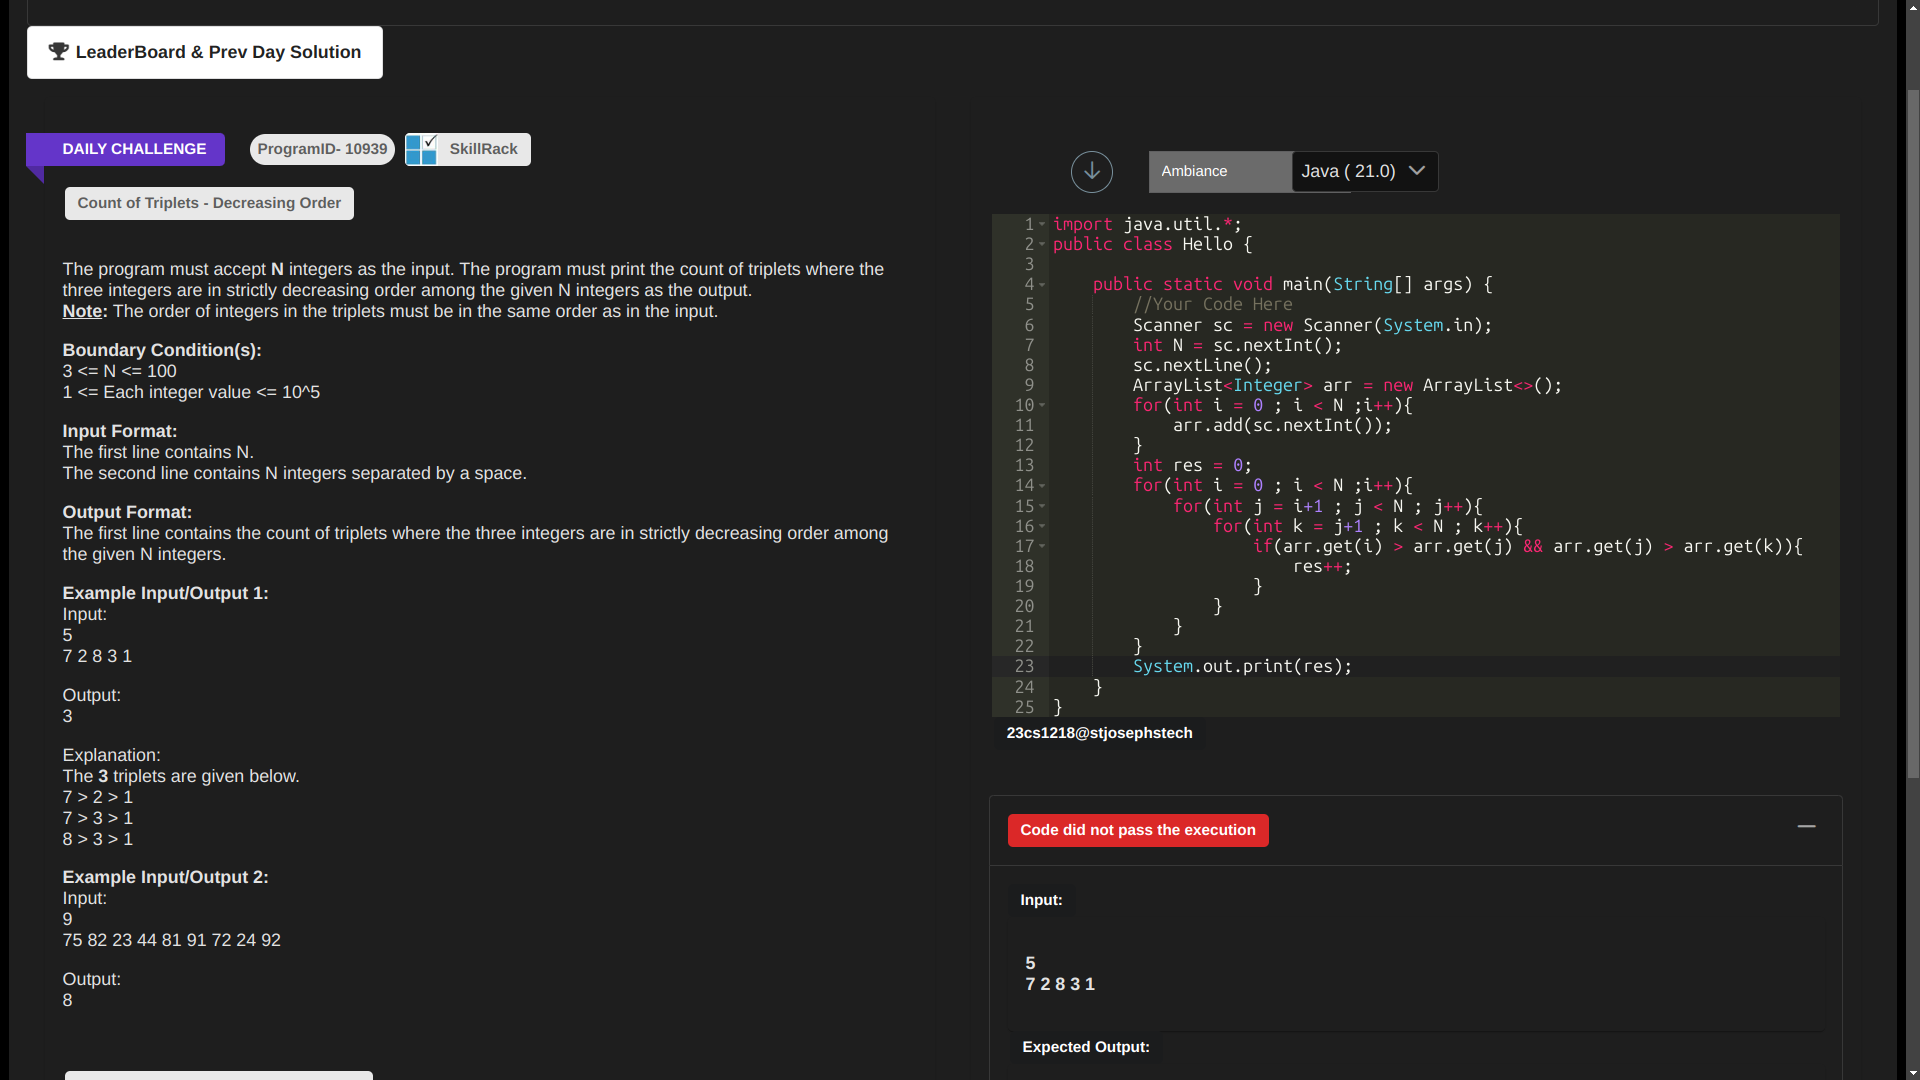 LeaderBoard & Prev Day Solution
DAILY CHALLENGE
ProgramID- 10939
SkillRack
Count of Triplets - Decreasing Order
The program must accept N integers as the input. The program must print the count of triplets where the
three integers are in strictly decreasing order among the given N integers as the output.
Note: The order of integers in the triplets must be in the same order as in the input.
Boundary Condition(s):
3 <= N <= 100
1 <= Each integer value <= 10^5
Input Format:
The first line contains N.
The second line contains N integers separated by a space.
Output Format:
The first line contains the count of triplets where the three integers are in strictly decreasing order among
the given N integers.
Example Input/Output 1:
Input:
5
7 2 8 3 1
Output:
3
Explanation:
The 3 triplets are given below.
7 > 2 > 1
7 > 3 > 1
8 > 3 > 1
Example Input/Output 2:
Input:
9
75 82 23 44 81 91 72 24 92
Output:
8
Ambiance
Java ( 21.0)
1 import java.util.*;
2 public class Hello {
3
4     public static void main(String[] args) {
5         //Your Code Here
6         Scanner sc = new Scanner(System.in);
7         int N = sc.nextInt();
8         sc.nextLine();
9         ArrayList<Integer> arr = new ArrayList<>();
10         for(int i = 0 ; i < N ;i++){
11             arr.add(sc.nextInt());
12         }
13         int res = 0;
14         for(int i = 0 ; i < N ;i++){
15             for(int j = i+1 ; j < N ; j++){
16                 for(int k = j+1 ; k < N ; k++){
17                     if(arr.get(i) > arr.get(j) && arr.get(j) > arr.get(k)){
18                         res++;
19                     }
20                 }
21             }
22         }
23         System.out.print(res);
24     }
25 }
23cs1218@stjosephstech
Code did not pass the execution
Input:
5
7 2 8 3 1
Expected Output: